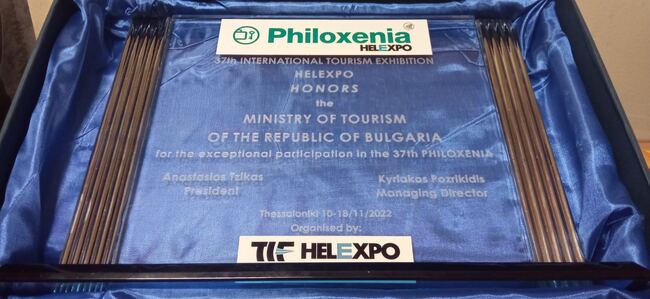 Philoxenia
HELEXPO
37th INTERNATIONAL TOURISM EXHIBITION
HELEXPO
HONORS
the
MINISTRY OF TOURISM
OF THE REPUBLIC OF BULGARIA
for the exceptional participation in the 37th PHILOXENIA
Anastasios Tzikas
President
Kyriakos Pozrikidis
Managing Director
Thessaloniki 10-18/11/2022
Organised by:
TIF HELEXPO